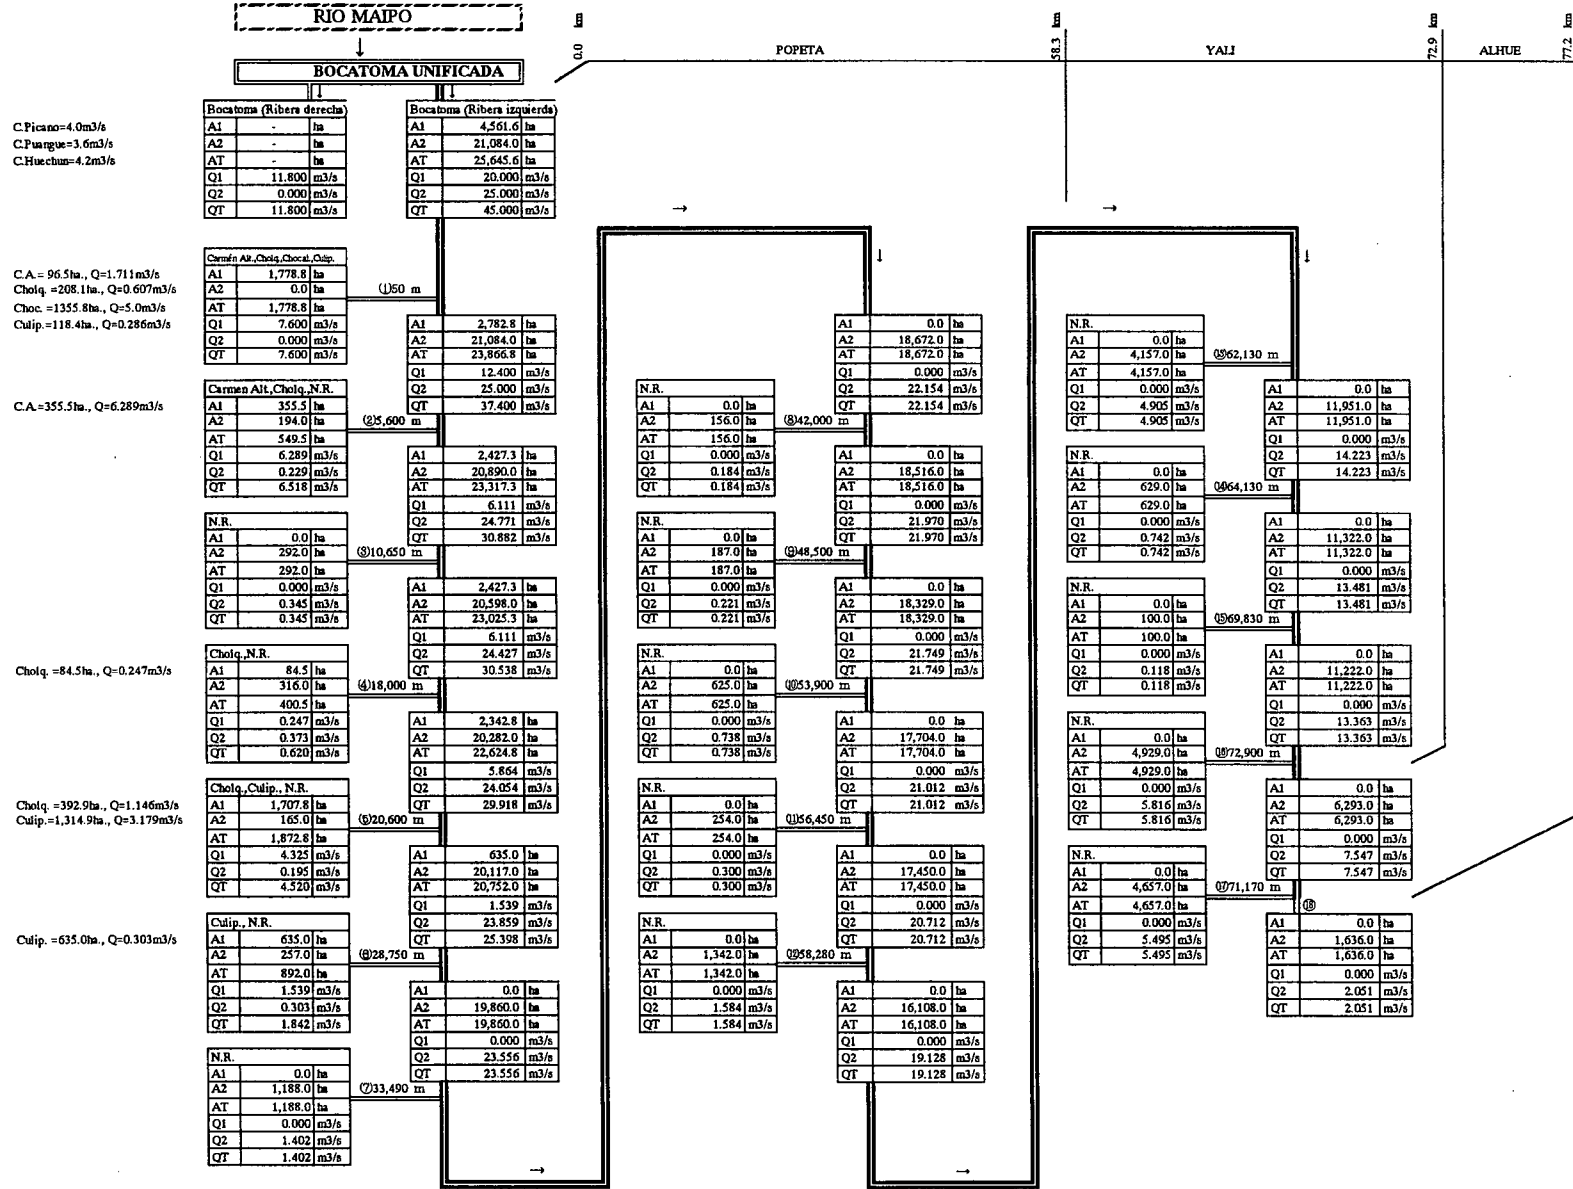 RIO MAIPO
BOCATOMA UNIFICADA
0.0 km
POPETA
58.3 km
YALI
72.9 km
ALHUE
77.2 km
C.Picano=4.0m3/s
C.Puangue=3.6m3/s
C.Huechun=4.2m3/s
Bocatoma (Ribera derecha)
A1 - ha
A2 - ha
AT - ha
Q1 11.800 m3/s
Q2 0.000 m3/s
QT 11.800 m3/s
Bocatoma (Ribera izquierda)
A1 4,561.6 ha
A2 21,084.0 ha
AT 25,645.6 ha
Q1 20.000 m3/s
Q2 25.000 m3/s
QT 45.000 m3/s
C.A.= 96.5ha., Q=1.711m3/s
Cholq. =208.1ha., Q=0.607m3/s
Choc. =1355.8ha., Q=5.0m3/s
Culip.=118.4ha., Q=0.286m3/s
Carmén Alt.,Cholq.,Chocal.,Culip.
A1 1,778.8 ha
A2 0.0 ha
AT 1,778.8 ha
Q1 7.600 m3/s
Q2 0.000 m3/s
QT 7.600 m3/s
①50 m
A1 2,782.8 ha
A2 21,084.0 ha
AT 23,866.8 ha
Q1 12.400 m3/s
Q2 25.000 m3/s
QT 37.400 m3/s
C.A.=355.5ha., Q=6.289m3/s
Carmen Alt.,Cholq.,N.R.
A1 355.5 ha
A2 194.0 ha
AT 549.5 ha
Q1 6.289 m3/s
Q2 0.229 m3/s
QT 6.518 m3/s
②5,600 m
A1 2,427.3 ha
A2 20,890.0 ha
AT 23,317.3 ha
Q1 6.111 m3/s
Q2 24.771 m3/s
QT 30.882 m3/s
N.R.
A1 0.0 ha
A2 292.0 ha
AT 292.0 ha
Q1 0.000 m3/s
Q2 0.345 m3/s
QT 0.345 m3/s
③10,650 m
A1 2,427.3 ha
A2 20,598.0 ha
AT 23,025.3 ha
Q1 6.111 m3/s
Q2 24.427 m3/s
QT 30.538 m3/s
Cholq. =84.5ha., Q=0.247m3/s
Cholq.,N.R.
A1 84.5 ha
A2 316.0 ha
AT 400.5 ha
Q1 0.247 m3/s
Q2 0.373 m3/s
QT 0.620 m3/s
④18,000 m
A1 2,342.8 ha
A2 20,282.0 ha
AT 22,624.8 ha
Q1 5.864 m3/s
Q2 24.054 m3/s
QT 29.918 m3/s
Cholq. =392.9ha., Q=1.146m3/s
Culip.=1,314.9ha., Q=3.179m3/s
Cholq.,Culip., N.R.
A1 1,707.8 ha
A2 165.0 ha
AT 1,872.8 ha
Q1 4.325 m3/s
Q2 0.195 m3/s
QT 4.520 m3/s
⑤20,600 m
A1 635.0 ha
A2 20,117.0 ha
AT 20,752.0 ha
Q1 1.539 m3/s
Q2 23.859 m3/s
QT 25.398 m3/s
Culip. =635.0ha., Q=0.303m3/s
Culip., N.R.
A1 635.0 ha
A2 257.0 ha
AT 892.0 ha
Q1 1.539 m3/s
Q2 0.303 m3/s
QT 1.842 m3/s
⑥28,750 m
A1 0.0 ha
A2 19,860.0 ha
AT 19,860.0 ha
Q1 0.000 m3/s
Q2 23.556 m3/s
QT 23.556 m3/s
N.R.
A1 0.0 ha
A2 1,188.0 ha
AT 1,188.0 ha
Q1 0.000 m3/s
Q2 1.402 m3/s
QT 1.402 m3/s
⑦33,490 m
A1 0.0 ha
A2 18,672.0 ha
AT 18,672.0 ha
Q1 0.000 m3/s
Q2 22.154 m3/s
QT 22.154 m3/s
N.R.
A1 0.0 ha
A2 156.0 ha
AT 156.0 ha
Q1 0.000 m3/s
Q2 0.184 m3/s
QT 0.184 m3/s
⑧42,000 m
A1 0.0 ha
A2 18,516.0 ha
AT 18,516.0 ha
Q1 0.000 m3/s
Q2 21.970 m3/s
QT 21.970 m3/s
N.R.
A1 0.0 ha
A2 187.0 ha
AT 187.0 ha
Q1 0.000 m3/s
Q2 0.221 m3/s
QT 0.221 m3/s
⑨48,500 m
A1 0.0 ha
A2 18,329.0 ha
AT 18,329.0 ha
Q1 0.000 m3/s
Q2 21.749 m3/s
QT 21.749 m3/s
N.R.
A1 0.0 ha
A2 625.0 ha
AT 625.0 ha
Q1 0.000 m3/s
Q2 0.738 m3/s
QT 0.738 m3/s
⑩53,900 m
A1 0.0 ha
A2 17,704.0 ha
AT 17,704.0 ha
Q1 0.000 m3/s
Q2 21.012 m3/s
QT 21.012 m3/s
N.R.
A1 0.0 ha
A2 254.0 ha
AT 254.0 ha
Q1 0.000 m3/s
Q2 0.300 m3/s
QT 0.300 m3/s
⑪56,450 m
A1 0.0 ha
A2 17,450.0 ha
AT 17,450.0 ha
Q1 0.000 m3/s
Q2 20.712 m3/s
QT 20.712 m3/s
N.R.
A1 0.0 ha
A2 1,342.0 ha
AT 1,342.0 ha
Q1 0.000 m3/s
Q2 1.584 m3/s
QT 1.584 m3/s
⑫58,280 m
A1 0.0 ha
A2 16,108.0 ha
AT 16,108.0 ha
Q1 0.000 m3/s
Q2 19.128 m3/s
QT 19.128 m3/s
N.R.
A1 0.0 ha
A2 4,157.0 ha
AT 4,157.0 ha
Q1 0.000 m3/s
Q2 4.905 m3/s
QT 4.905 m3/s
⑬62,130 m
A1 0.0 ha
A2 11,951.0 ha
AT 11,951.0 ha
Q1 0.000 m3/s
Q2 14.223 m3/s
QT 14.223 m3/s
N.R.
A1 0.0 ha
A2 629.0 ha
AT 629.0 ha
Q1 0.000 m3/s
Q2 0.742 m3/s
QT 0.742 m3/s
⑭64,130 m
A1 0.0 ha
A2 11,322.0 ha
AT 11,322.0 ha
Q1 0.000 m3/s
Q2 13.481 m3/s
QT 13.481 m3/s
N.R.
A1 0.0 ha
A2 100.0 ha
AT 100.0 ha
Q1 0.000 m3/s
Q2 0.118 m3/s
QT 0.118 m3/s
⑮69,830 m
A1 0.0 ha
A2 11,222.0 ha
AT 11,222.0 ha
Q1 0.000 m3/s
Q2 13.363 m3/s
QT 13.363 m3/s
N.R.
A1 0.0 ha
A2 4,929.0 ha
AT 4,929.0 ha
Q1 0.000 m3/s
Q2 5.816 m3/s
QT 5.816 m3/s
⑯72,900 m
A1 0.0 ha
A2 6,293.0 ha
AT 6,293.0 ha
Q1 0.000 m3/s
Q2 7.547 m3/s
QT 7.547 m3/s
N.R.
A1 0.0 ha
A2 4,657.0 ha
AT 4,657.0 ha
Q1 0.000 m3/s
Q2 5.495 m3/s
QT 5.495 m3/s
⑰71,170 m
⑱
A1 0.0 ha
A2 1,636.0 ha
AT 1,636.0 ha
Q1 0.000 m3/s
Q2 2.051 m3/s
QT 2.051 m3/s